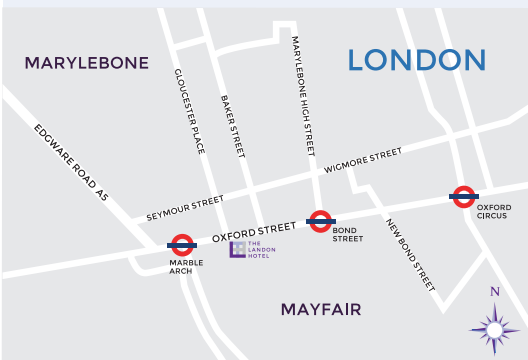 MARYLEBONE
LONDON
GLOUCESTER PLACE
BAKER STREET
MARYLEBONE HIGH STREET
EDGWARE ROAD A5
WIGMORE STREET
SEYMOUR STREET
OXFORD STREET
OXFORD
CIRCUS
BOND
STREET
NEW BOND STREET
THE
LANDON
HOTEL
MARBLE
ARCH
MAYFAIR
N